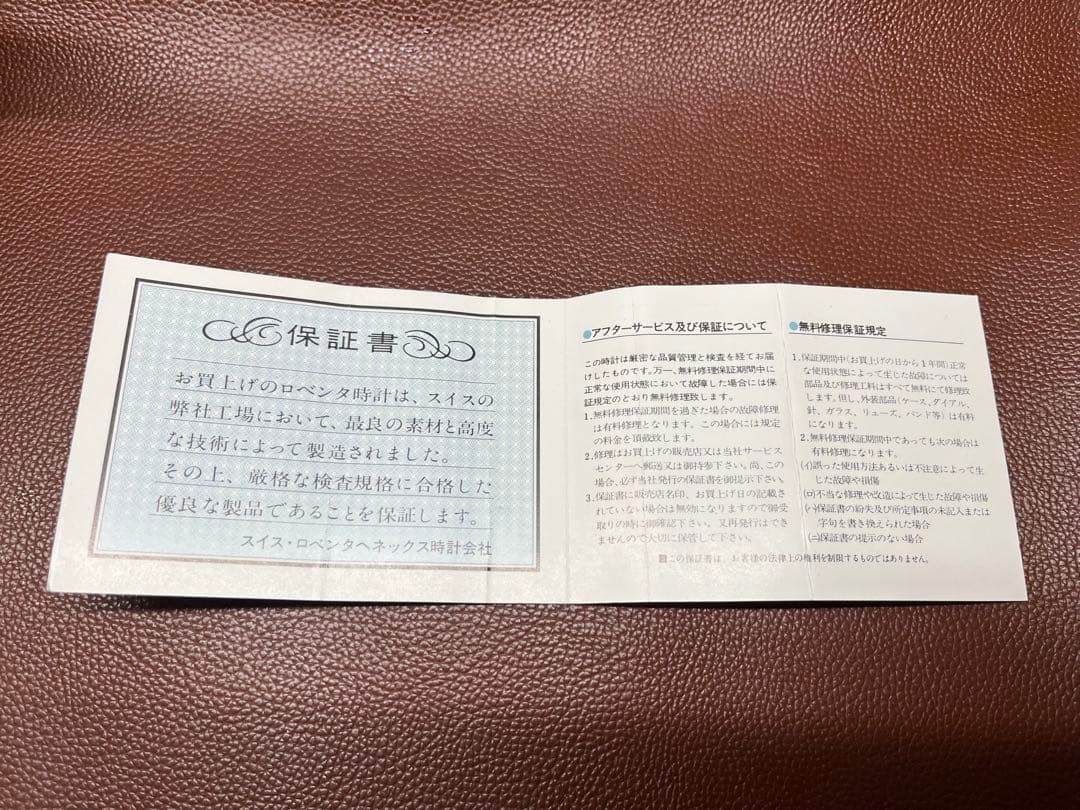 保証書
お買上げのロベンタ時計は、スイスの
弊社工場において、最良の素材と高度
な技術によって製造されました。
その上、厳格な検査規格に合格した
優良な製品であることを保証します。
スイス・ロベンタヘネックス時計会社
●アフターサービス及び保証について
この時計は厳密な品質管理と検査を経てお届
けしたものです。万一、無料修理保証期間中に
正常な使用状態において故障した場合には保
証規定のとおり無料修理致します。
1.無料修理保証期間を過ぎた場合の故障修理
は有料修理となります。この場合には規定
の料金を頂戴致します。
2.修理はお買上げの販売店又は当社サービス
センターへ郵送又は御持参下さい。尚、この
場合、必ず当社発行の保証書を御提示下さい。
3.保証書に販売店名印、お買上げ日の記載さ
れていない場合は無効になりますので御受
取りの時に御確認下さい。又再発行はでき
ませんので大切に保管して下さい。
●無料修理保証規定
1.保証期間中(お買上げの日から1年間)正常
な使用状態によって生じた故障については
部品及び修理工料はすべて無料にて修理致
します。但し、外装部品(ケース、ダイアル、
針、ガラス、リューズ、バンド等)は有料
になります。
2.無料修理保証期間中であっても次の場合は
有料修理になります。
(イ)誤った使用方法あるいは不注意によって生
じた故障や損傷
(ロ)不当な修理や改造によって生じた故障や損傷
(ハ)保証書の紛失及び所定事項の未記入または
字句を書き換えられた場合
(ニ)保証書の提示のない場合
この保証書は、お客様の法律上の権利を制限するものではありません。